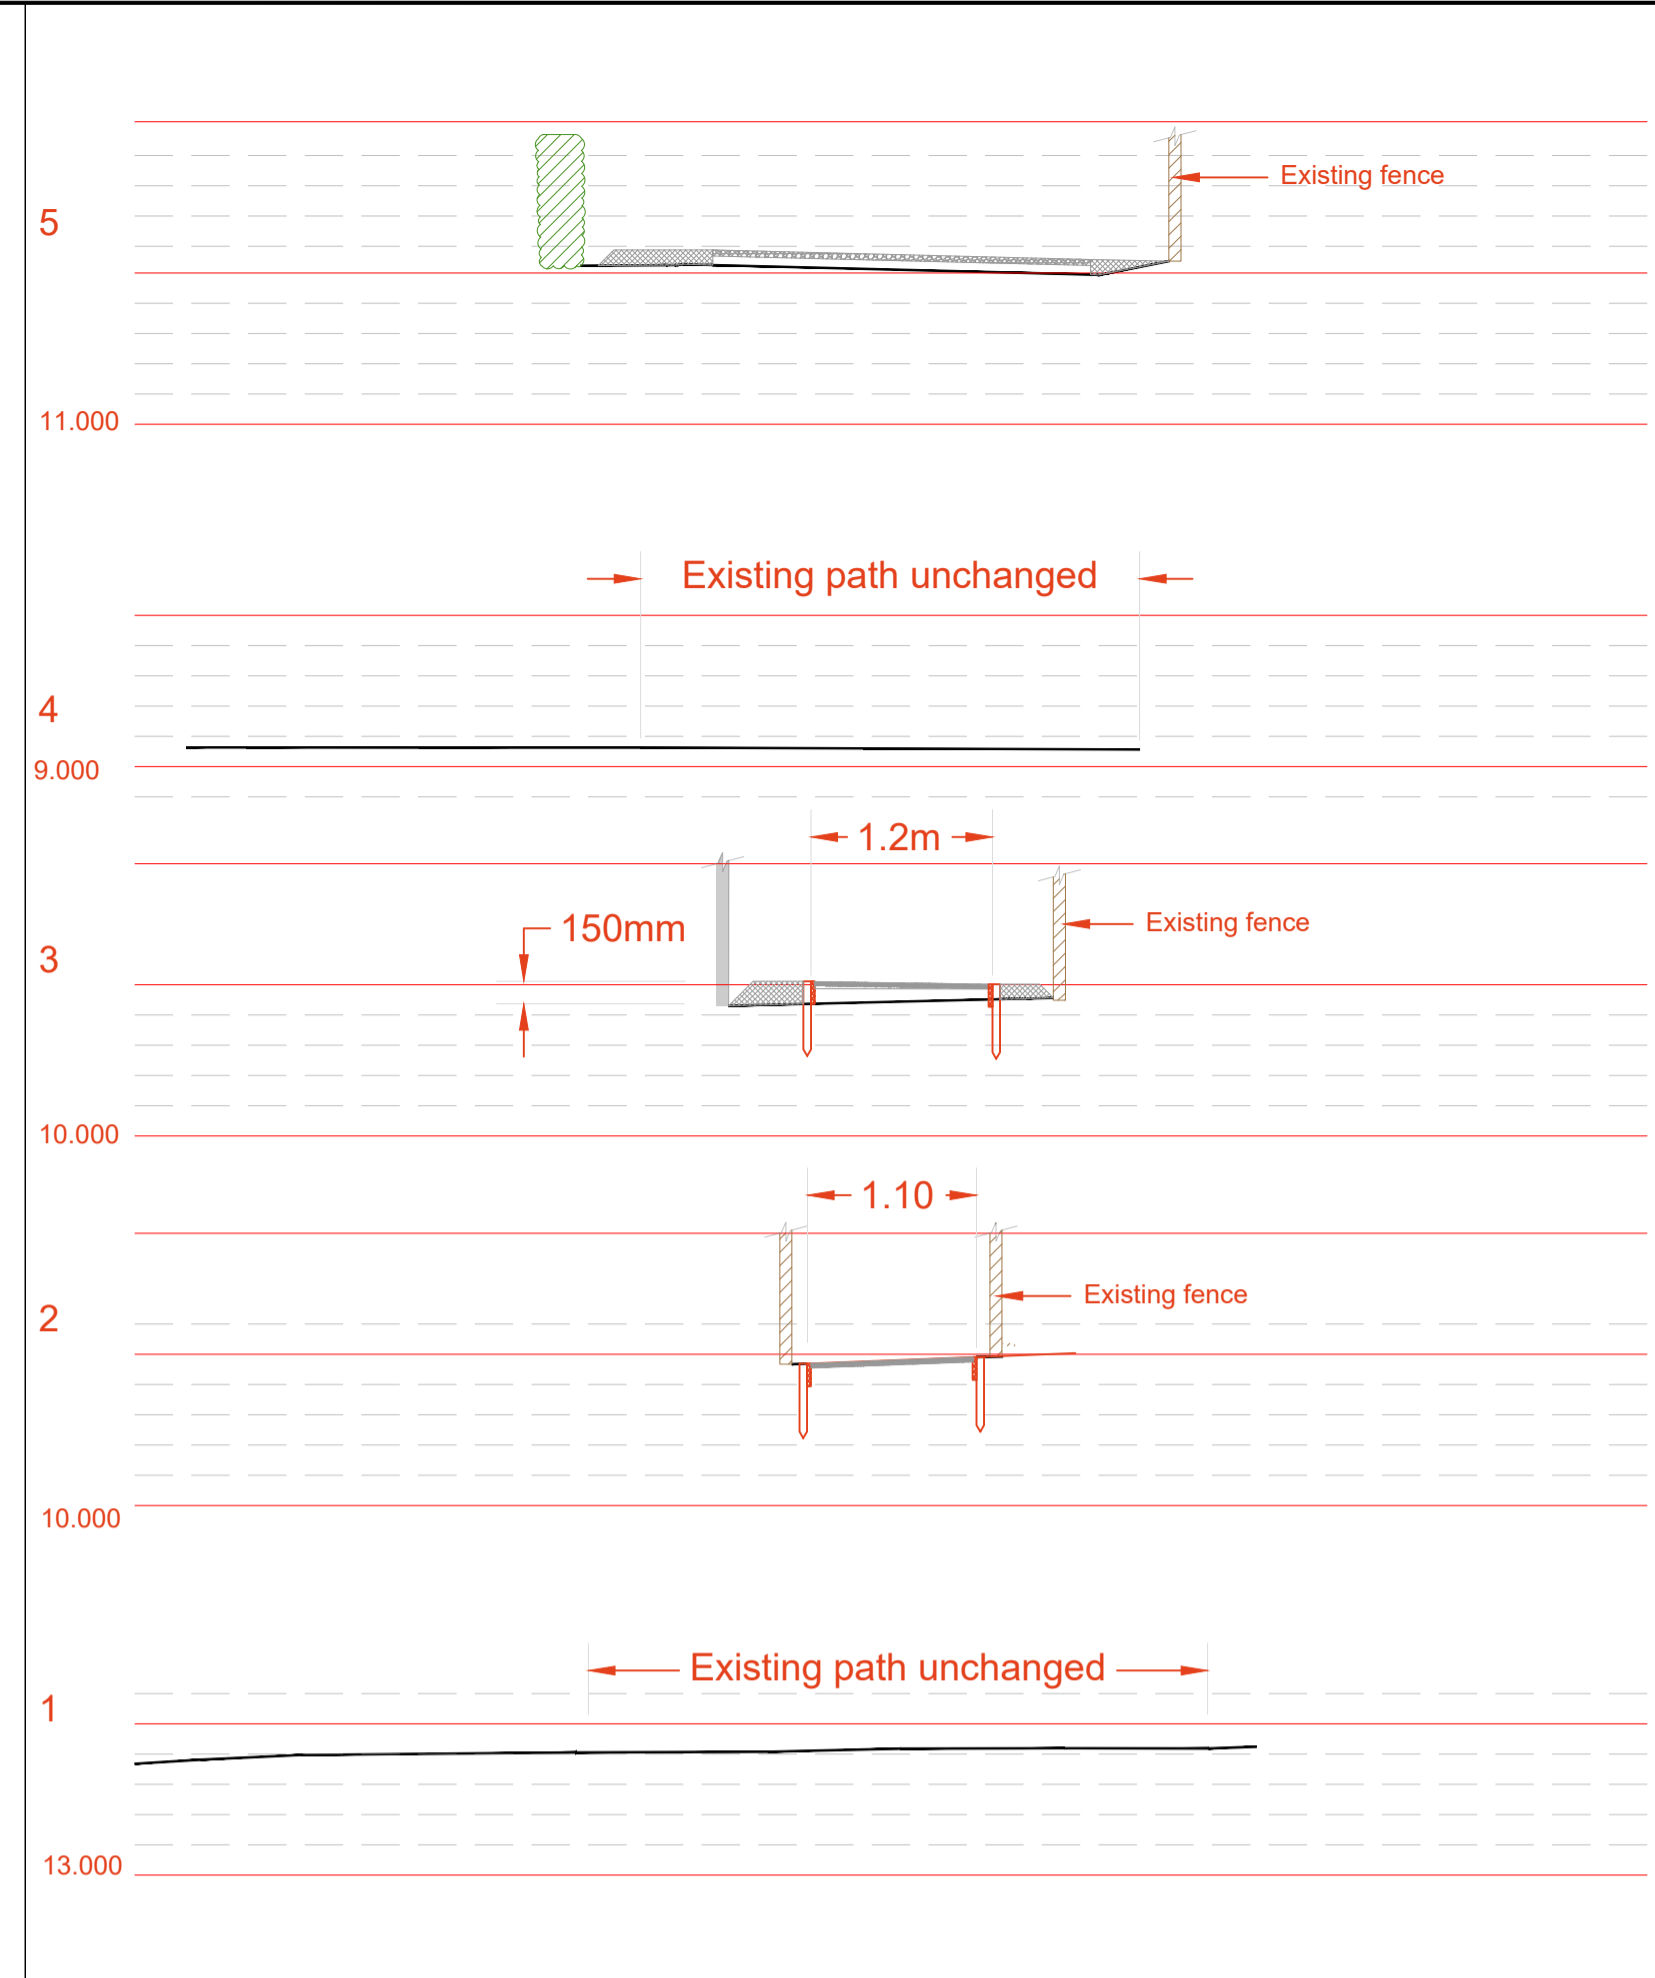 Existing fence
5
11.000
Existing path unchanged
4
9.000
1.2m
150mm
Existing fence
3
10.000
1.10
Existing fence
2
10.000
Existing path unchanged
1
13.000